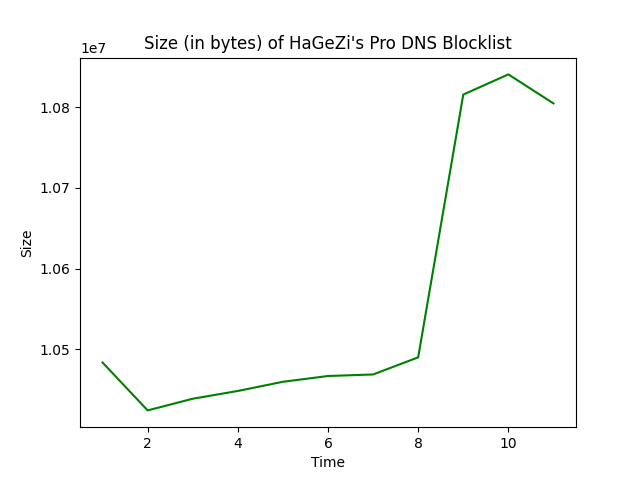 Size (in bytes) of HaGeZi's Pro DNS Blocklist
1e7
1.08
1.07
1.06
1.05
Size
2 4 6 8 10
Time